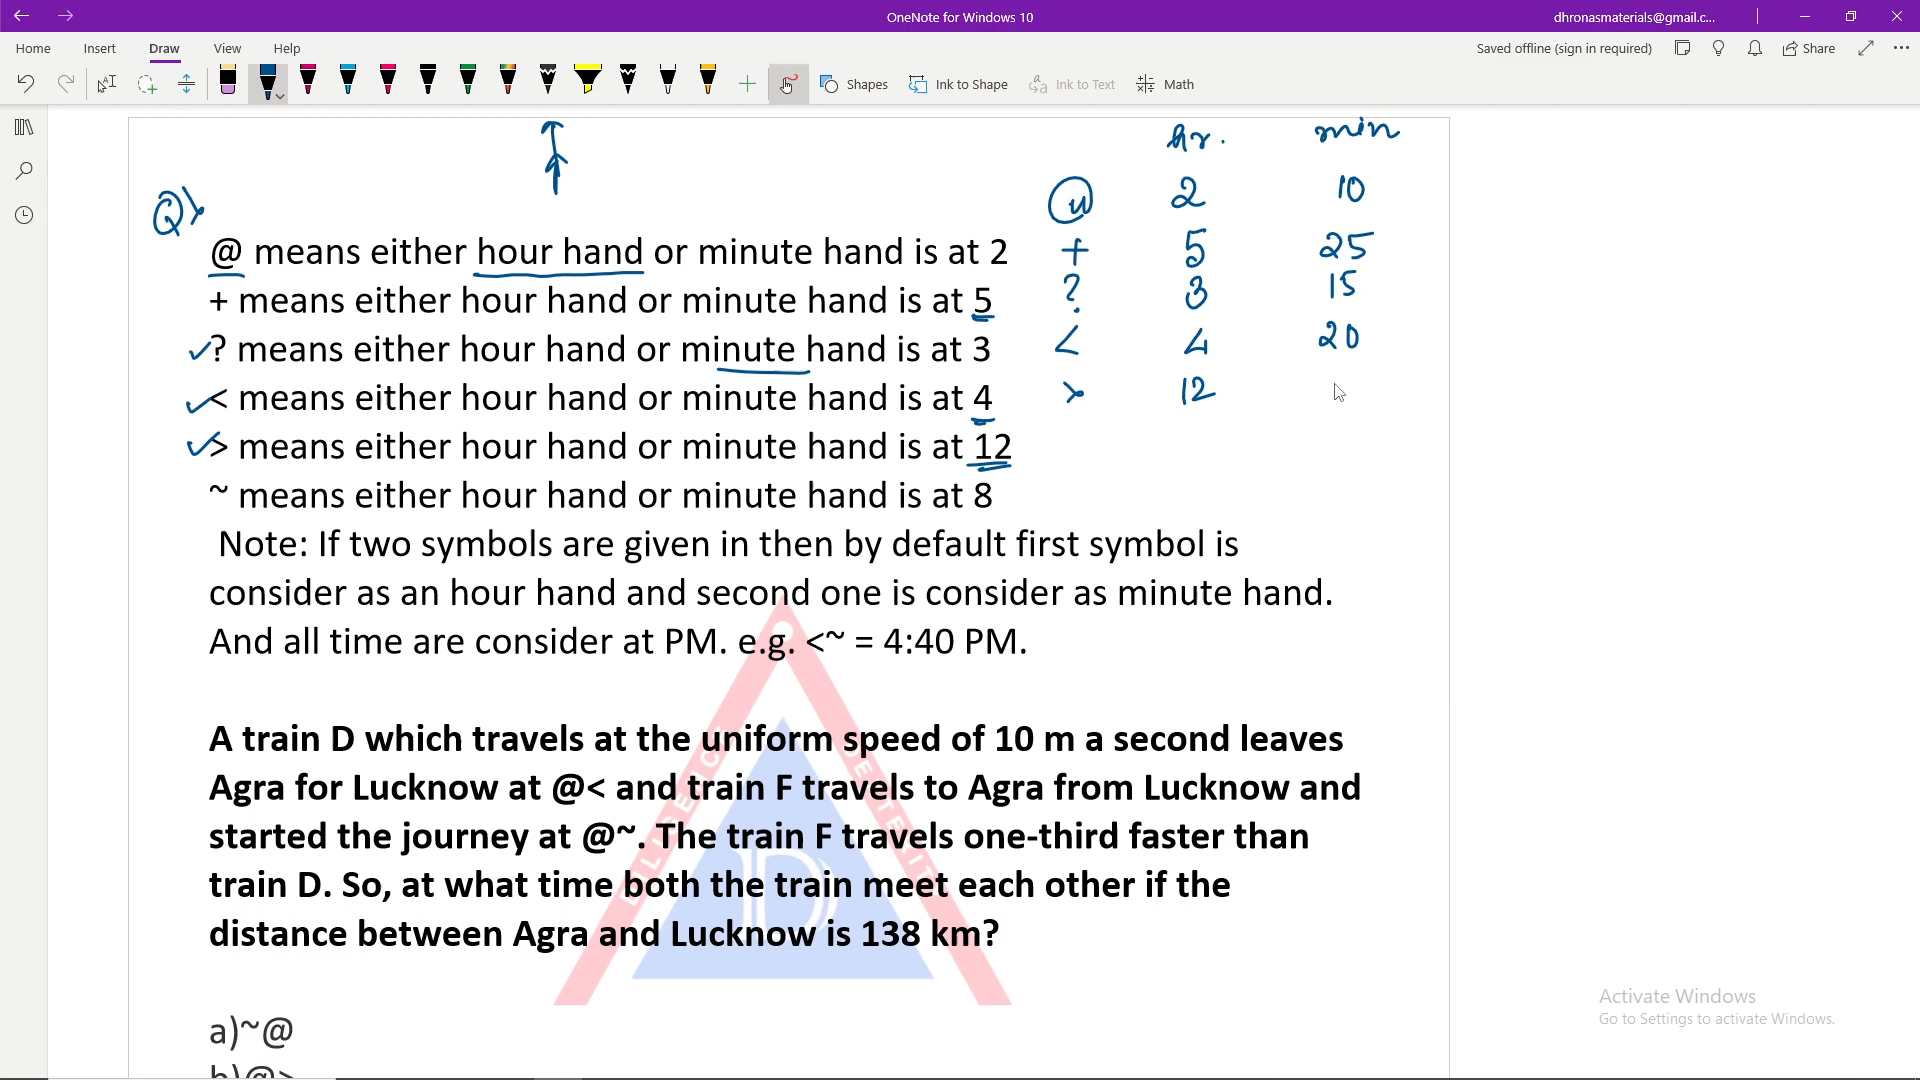 OneNote for Windows 10
dhronasmaterials@gmail.c...
Home Insert Draw View Help
Saved offline (sign in required)
Share
Shapes Ink to Shape Ink to Text Math
hr. min
Q>
@ 2 10
@ means either hour hand or minute hand is at 2
+ 5 25
+ means either hour hand or minute hand is at 5
? 3 15
? means either hour hand or minute hand is at 3
< 4 20
< means either hour hand or minute hand is at 4
> 12
> means either hour hand or minute hand is at 12
~ means either hour hand or minute hand is at 8
Note: If two symbols are given in then by default first symbol is
consider as an hour hand and second one is consider as minute hand.
And all time are consider at PM. e.g. <~ = 4:40 PM.
A train D which travels at the uniform speed of 10 m a second leaves
Agra for Lucknow at @< and train F travels to Agra from Lucknow and
started the journey at @~. The train F travels one-third faster than
train D. So, at what time both the train meet each other if the
distance between Agra and Lucknow is 138 km?
a)~@
b)@>
Activate Windows
Go to Settings to activate Windows.